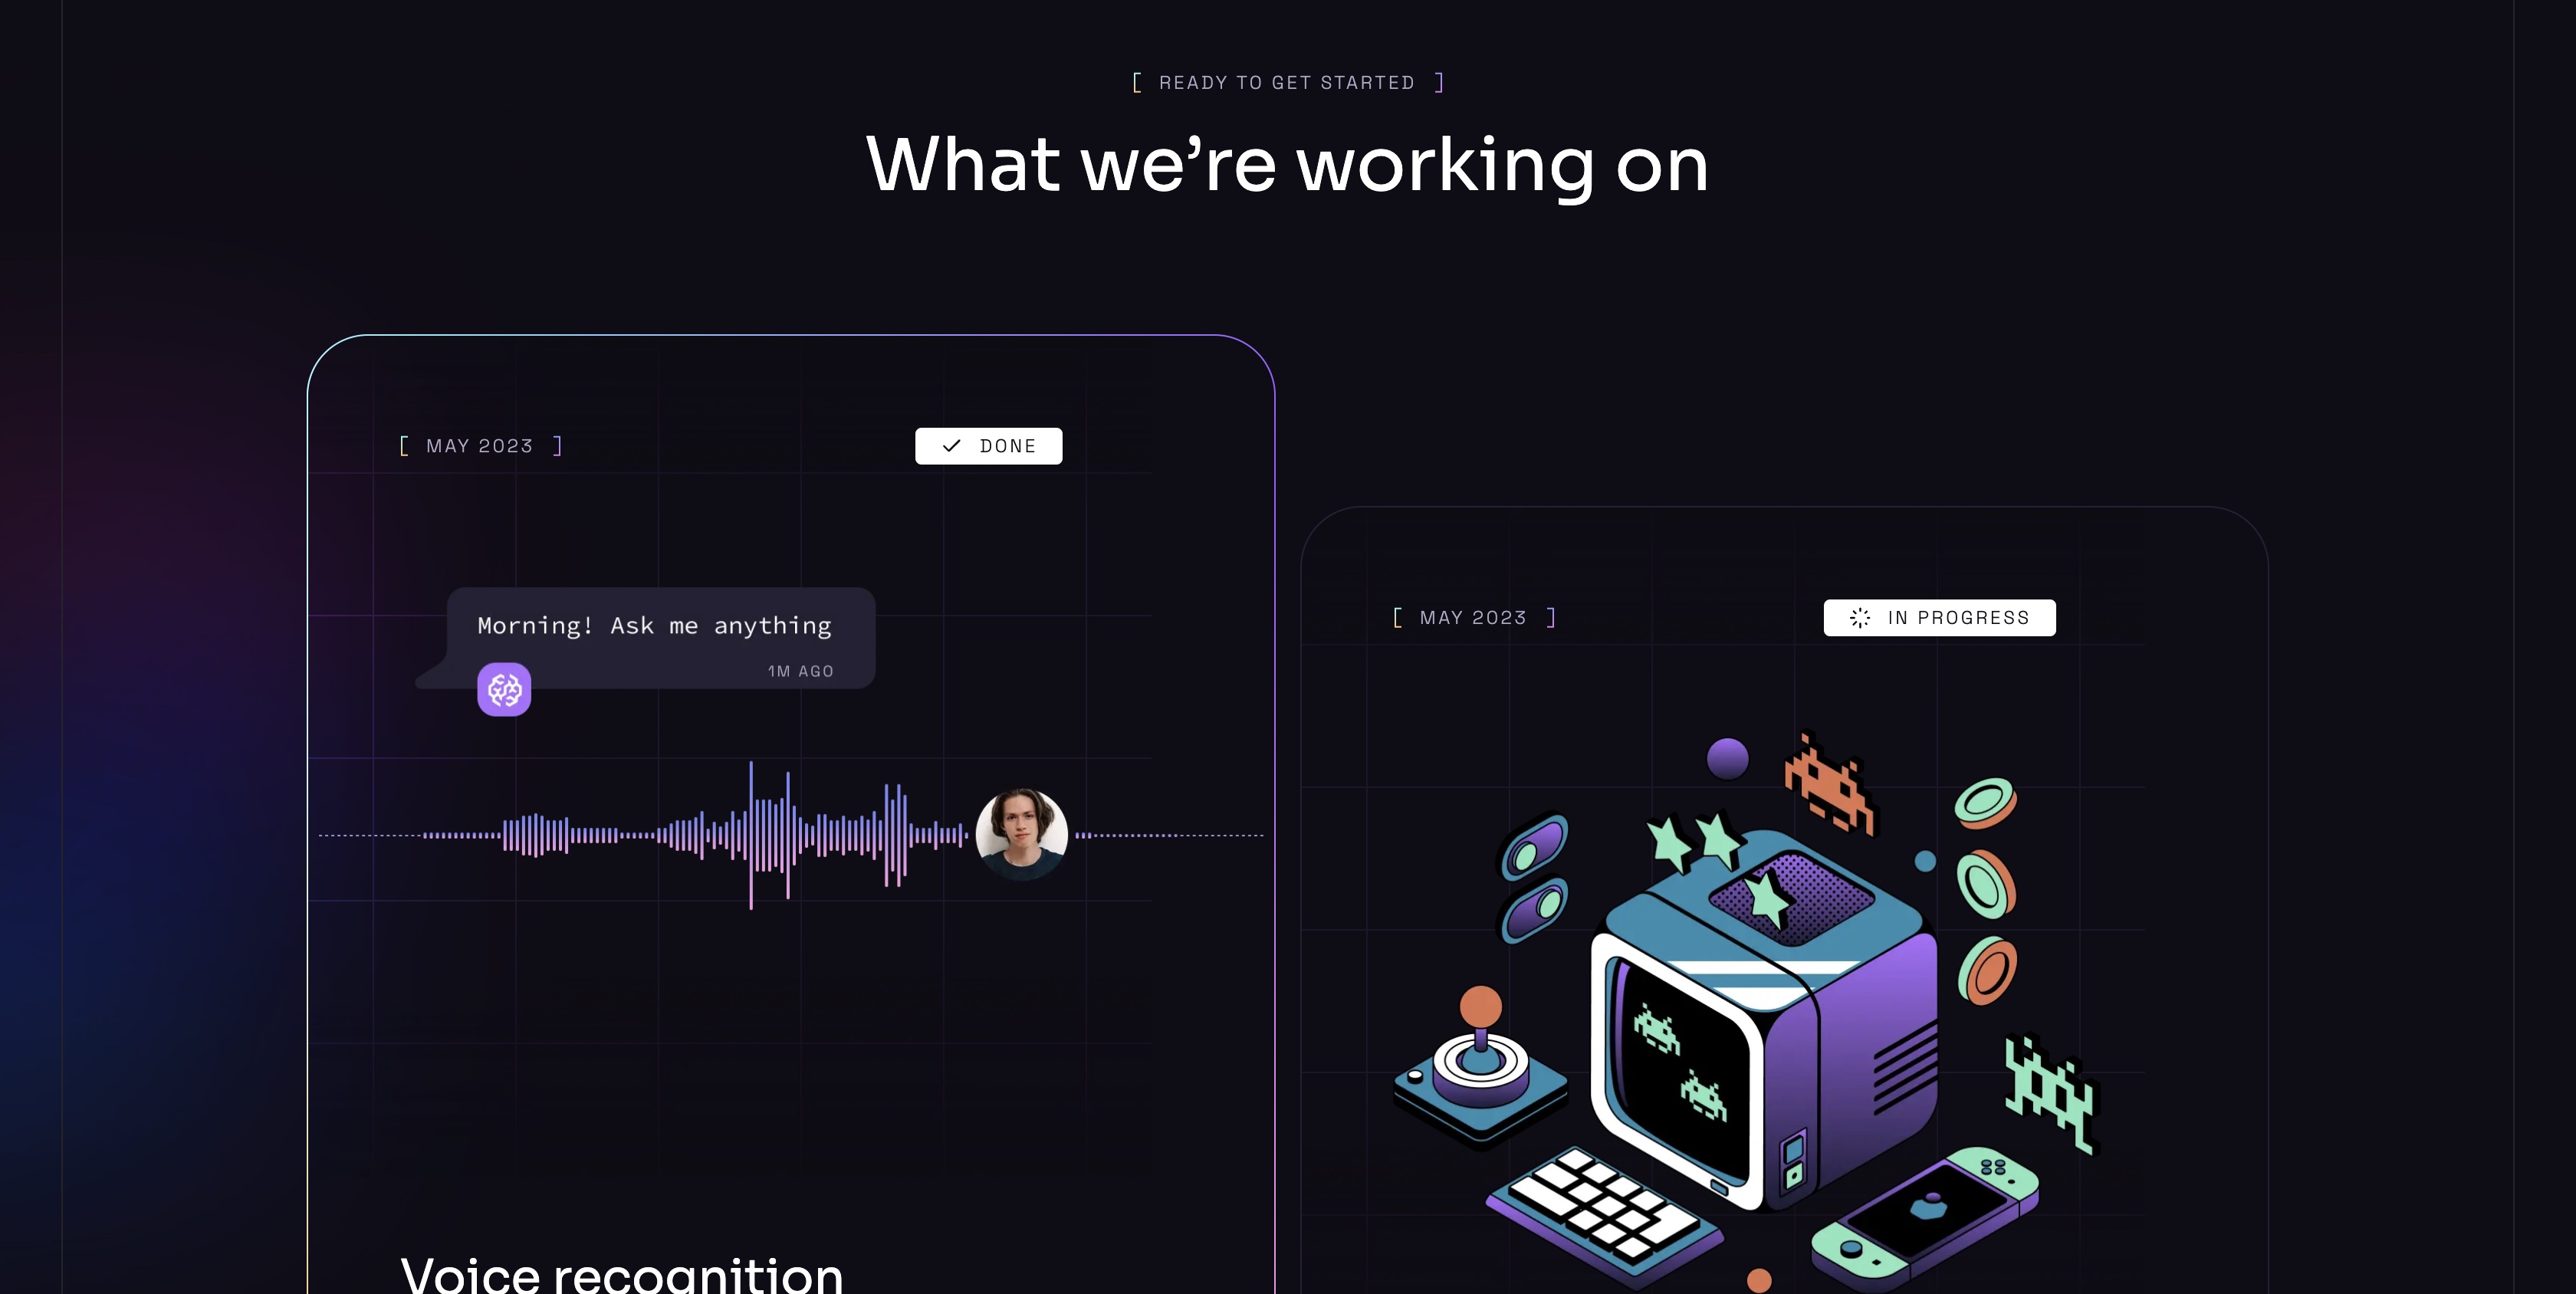 [ READY TO GET STARTED ]
What we’re working on
[ MAY 2023 ]
DONE
Morning! Ask me anything
1M AGO
Voice recognition
[ MAY 2023 ]
IN PROGRESS